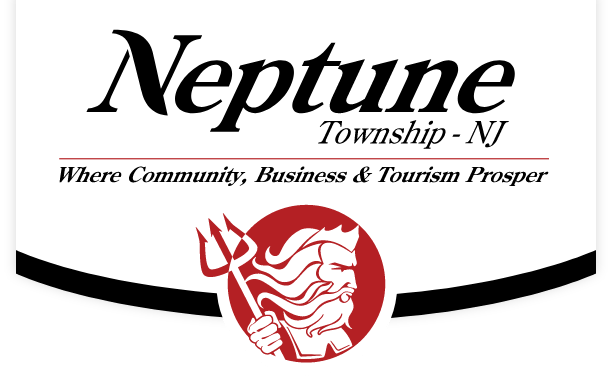 Neptune
Township - NJ
Where Community, Business & Tourism Prosper